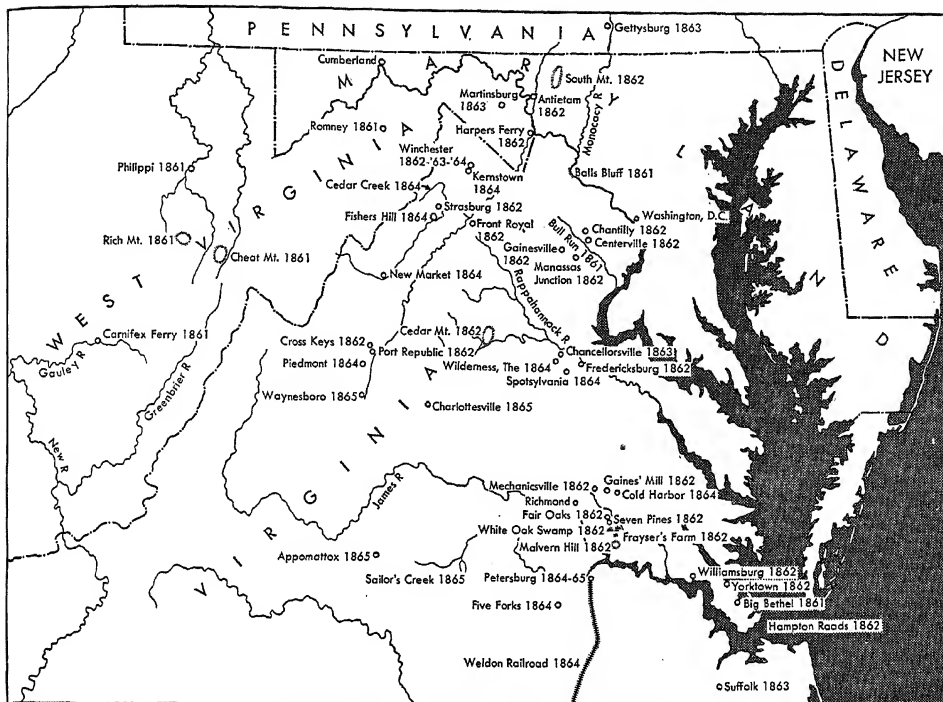 PENNSYLVANIA
Gettysburg 1863
NEW
JERSEY
DELAWARE
MARYLAND
Cumberland
South Mt. 1862
Martinsburg
1863
Antietam
1862
Monocacy R
Romney 1861
Harpers Ferry
1862
Winchester
1862-'63-'64
Kernstown
1864
Balls Bluff 1861
Philippi 1861
Cedar Creek 1864
Strasburg 1862
Fishers Hill 1864
Front Royal
1862
Washington, D.C.
Chantilly 1862
Centerville 1862
Bull Run 1861
Gainesville
1862
Manassas
Junction 1862
Rich Mt. 1861
Cheat Mt. 1861
WEST VIRGINIA
New Market 1864
Rappahannock R
Carnifex Ferry 1861
Gauley R
Greenbrier R
New R
Cedar Mt. 1862
Cross Keys 1862
Port Republic 1862
Piedmont 1864
Chancellorsville 1863
Wilderness, The 1864
Fredericksburg 1862
Spotsylvania 1864
Waynesboro 1865
Charlottesville 1865
VIRGINIA
James R
Mechanicsville 1862
Gaines' Mill 1862
Cold Harbor 1864
Richmond
Fair Oaks 1862
Seven Pines 1862
White Oak Swamp 1862
Frayser's Farm 1862
Malvern Hill 1862
Appomattox 1865
Sailor's Creek 1865
Petersburg 1864-65
Williamsburg 1862
Yorktown 1862
Big Bethel 1861
Five Forks 1864
Hampton Roads 1862
Weldon Railroad 1864
Suffolk 1863